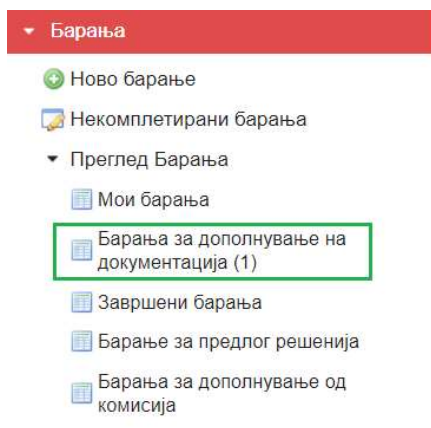 Барања
Ново барање
Некомплетирани барања
Преглед Барања
Мои барања
Барања за дополнување на
документација (1)
Завршени барања
Барање за предлог решенија
Барања за дополнување од
комисија